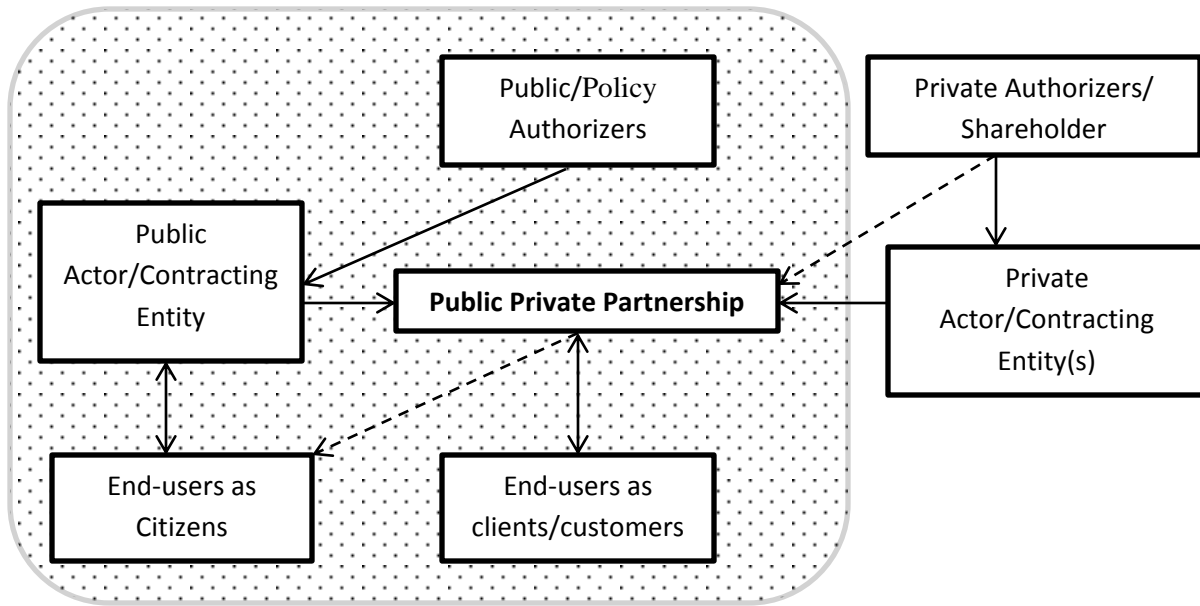 Public/Policy
Authorizers
Private Authorizers/
Shareholder
Public
Actor/Contracting
Entity
Public Private Partnership
Private
Actor/Contracting
Entity(s)
End-users as
Citizens
End-users as
clients/customers